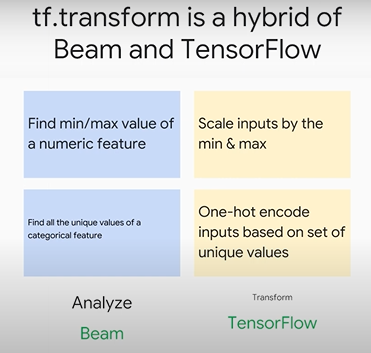 tf.transform is a hybrid of
Beam and TensorFlow
Find min/max value of
a numeric feature
Scale inputs by the
min & max
Find all the unique values of a
categorical feature
One-hot encode
inputs based on set of
unique values
Analyze
Transform
Beam
TensorFlow